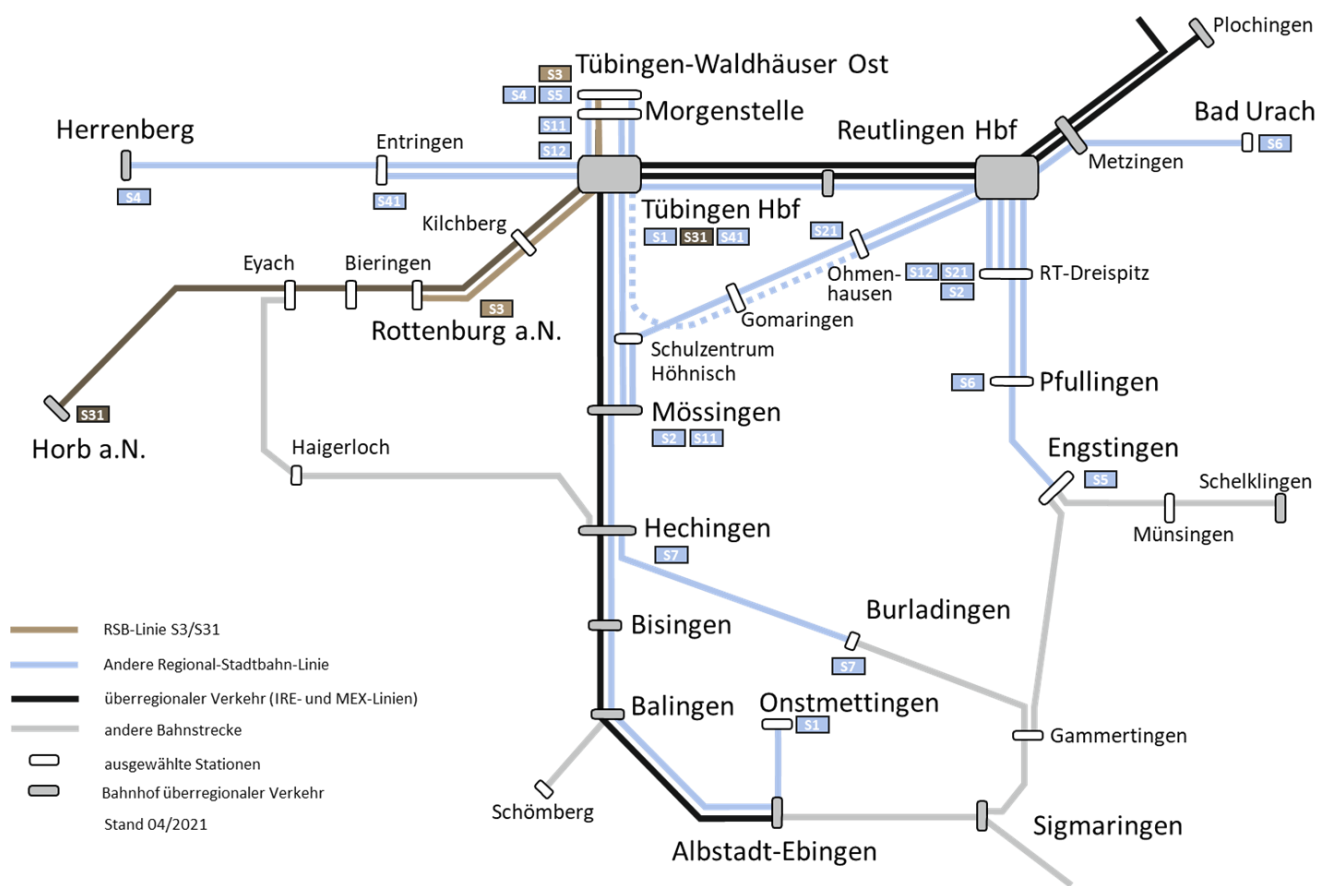 Plochingen
S3
Tübingen-Waldhäuser Ost
S4 S5
Morgenstelle
S11
S12
Reutlingen Hbf
Bad Urach
S6
Metzingen
Herrenberg
S4
Entringen
S41
Kilchberg
Tübingen Hbf
S1 S31 S41
S21
Ohmen-
hausen
S12 S21
S2
RT-Dreispitz
Eyach
Bieringen
S3
Rottenburg a.N.
Gomaringen
Schulzentrum
Höhnisch
S6
Pfullingen
S31
Horb a.N.
Mössingen
S2 S11
Haigerloch
Engstingen
S5
Schelklingen
Münsingen
Hechingen
S7
Burladingen
S7
Bisingen
Balingen
Onstmettingen
S1
Gammertingen
Schömberg
Albstadt-Ebingen
Sigmaringen
RSB-Linie S3/S31
Andere Regional-Stadtbahn-Linie
überregionaler Verkehr (IRE- und MEX-Linien)
andere Bahnstrecke
ausgewählte Stationen
Bahnhof überregionaler Verkehr
Stand 04/2021